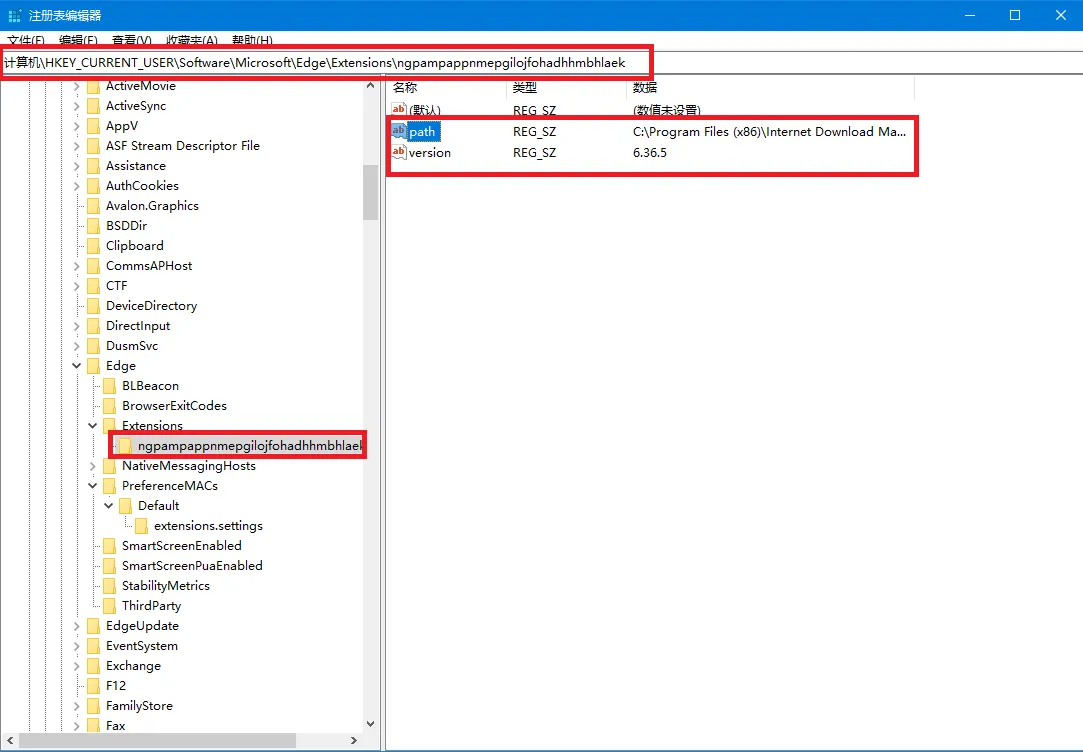 注册表编辑器
文件(F) 编辑(E) 查看(V) 收藏夹(A) 帮助(H)
计算机\HKEY_CURRENT_USER\Software\Microsoft\Edge\Extensions\ngpampappnmepgilojfohadhhmbhlaek
ActiveMovie
ActiveSync
AppV
ASF Stream Descriptor File
Assistance
AuthCookies
Avalon.Graphics
BSDDir
Clipboard
CommsAPHost
CTF
DeviceDirectory
DirectInput
DusmSvc
Edge
BLBeacon
BrowserExitCodes
Extensions
ngpampappnmepgilojfohadhhmbhlaek
NativeMessagingHosts
PreferenceMACs
Default
extensions.settings
SmartScreenEnabled
SmartScreenPuaEnabled
StabilityMetrics
ThirdParty
EdgeUpdate
EventSystem
Exchange
F12
FamilyStore
Fax
名称 类型 数据
ab (默认) REG_SZ (数值未设置)
ab path REG_SZ C:\Program Files (x86)\Internet Download Ma...
ab version REG_SZ 6.36.5